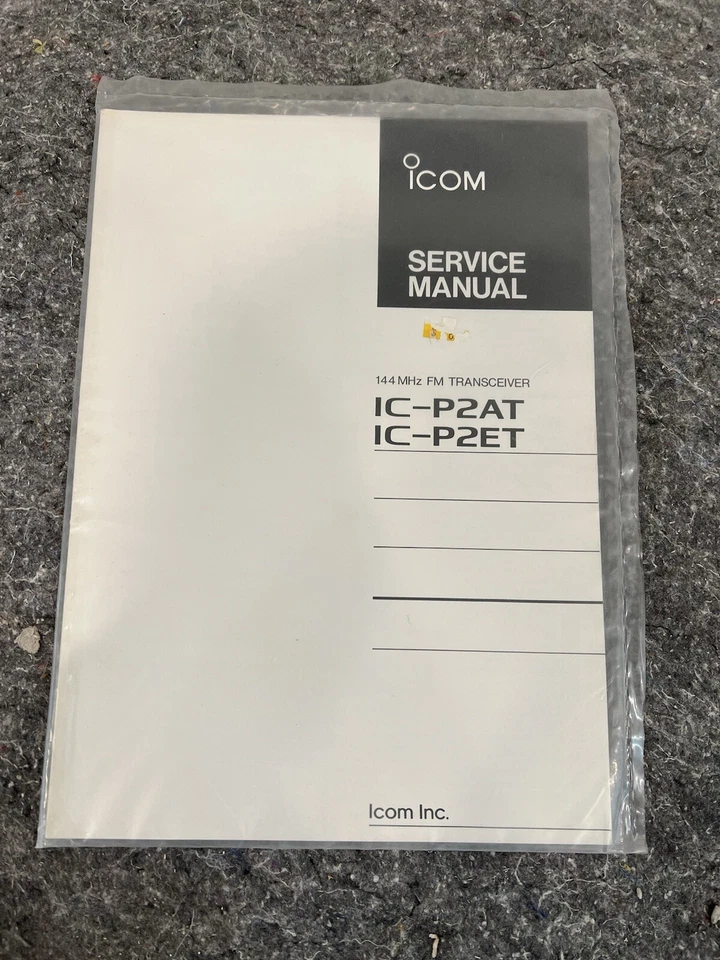 ICOM
SERVICE
MANUAL
144 MHz FM TRANSCEIVER
IC-P2AT
IC-P2ET
Icom Inc.